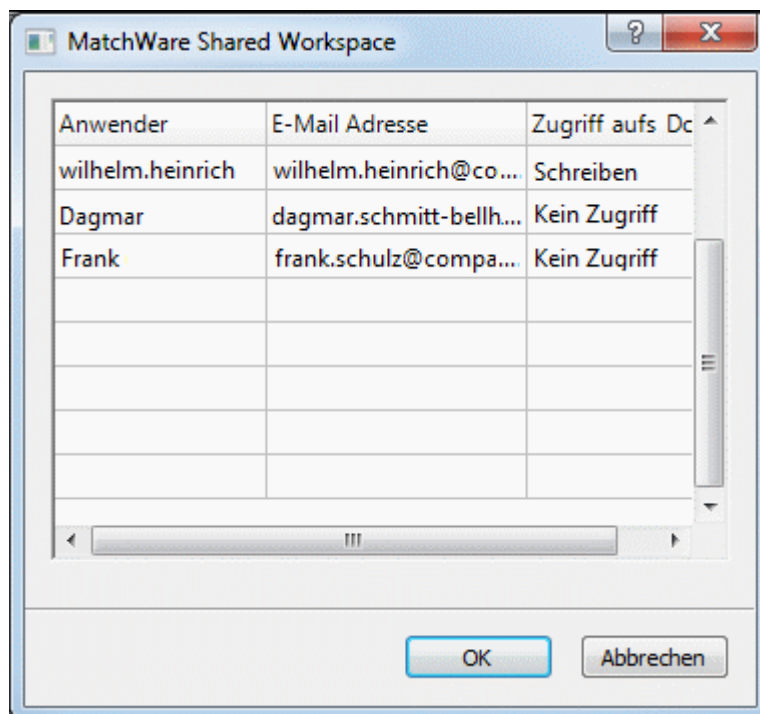 MatchWare Shared Workspace
Anwender E-Mail Adresse Zugriff aufs Dc
wilhelm.heinrich wilhelm.heinrich@co... Schreiben
Dagmar dagmar.schmitt-bellh... Kein Zugriff
Frank frank.schulz@compa... Kein Zugriff
OK Abbrechen